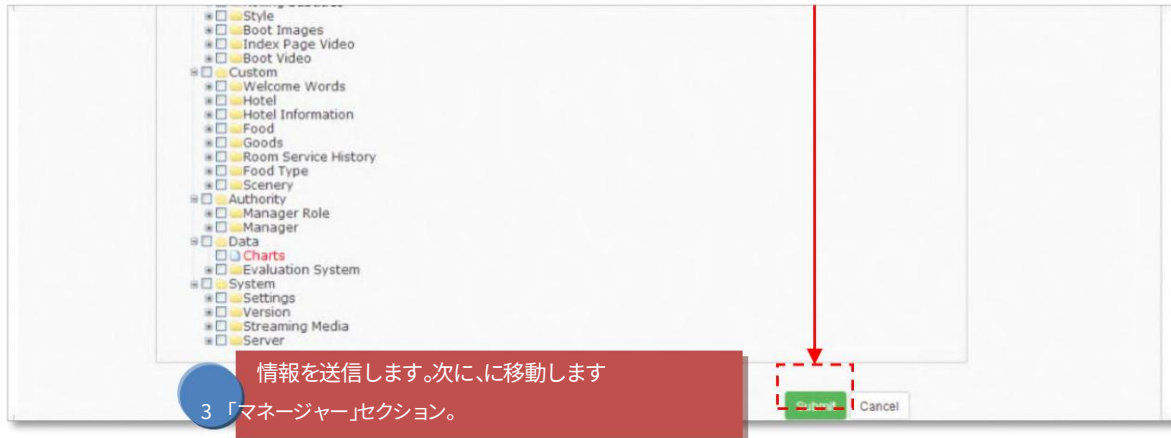 Style
Boot Images
Index Page Video
Boot Video
Custom
Welcome Words
Hotel
Hotel Information
Food
Goods
Room Service History
Food Type
Scenery
Authority
Manager Role
Manager
Data
Charts
Evaluation System
System
Settings
Version
Streaming Media
Server
情報を送信します。次に、に移動します
3 「マネージャー」セクション。
Submit Cancel